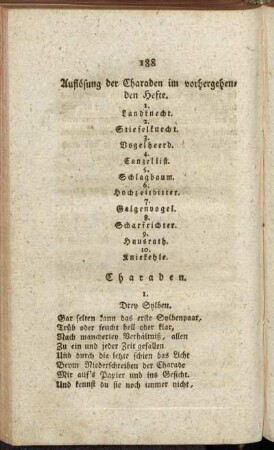 188
Auflösung der Charaden im vorhergehen-
den Hefte.
1.
Landknecht.
2.
Stiefelknecht.
3.
Vogelheerd.
4.
Canzellist.
5.
Schlagbaum.
6.
Hochzeitbitter.
7.
Galgenvogel.
8.
Scharfrichter.
9.
Hausrath.
10.
Kniekehle.
Charaden.
1.
Drey Sylben.
Gar selten kann das erste Sylbenpaar,
Trüb oder feucht hell oder klar,
Nach mancherley Verhältniß, allen
Zu ein und jeder Zeit gefallen
Und durch die letzte schien das Licht
Beym Niederschreiben der Charade
Mir auf's Papier und ins Gesicht.
Und kennst du sie noch immer nicht,